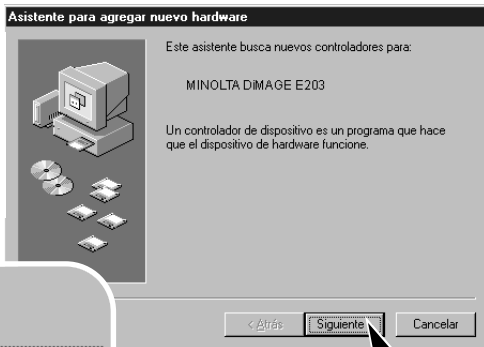 Asistente para agregar nuevo hardware
Este asistente busca nuevos controladores para:
MINOLTA DiMAGE E203
Un controlador de dispositivo es un programa que hace
que el dispositivo de hardware funcione.
< Atrás
Siguiente
Cancelar